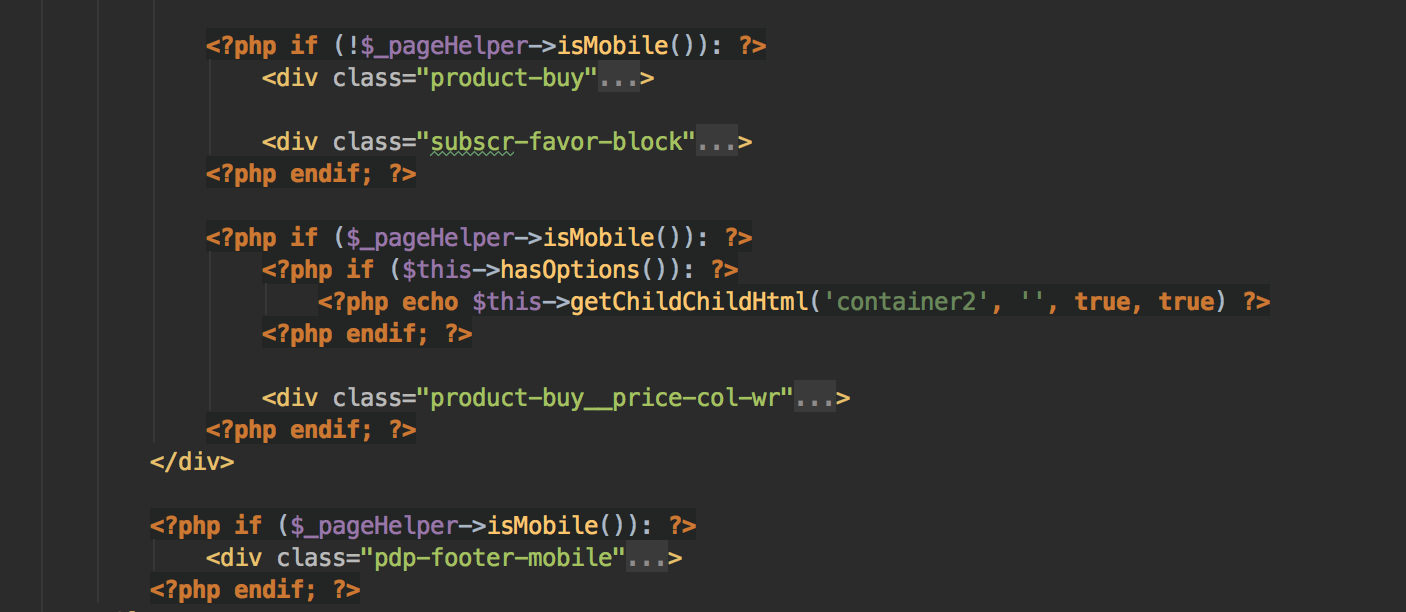 <?php if (!$_pageHelper->isMobile()): ?>
<div class="product-buy"...>
<div class="subscr-favor-block"...>
<?php endif; ?>
<?php if ($_pageHelper->isMobile()): ?>
<?php if ($this->hasOptions()): ?>
<?php echo $this->getChildChildHtml('container2', '', true, true) ?>
<?php endif; ?>
<div class="product-buy__price-col-wr"...>
<?php endif; ?>
</div>
<?php if ($_pageHelper->isMobile()): ?>
<div class="pdp-footer-mobile"...>
<?php endif; ?>